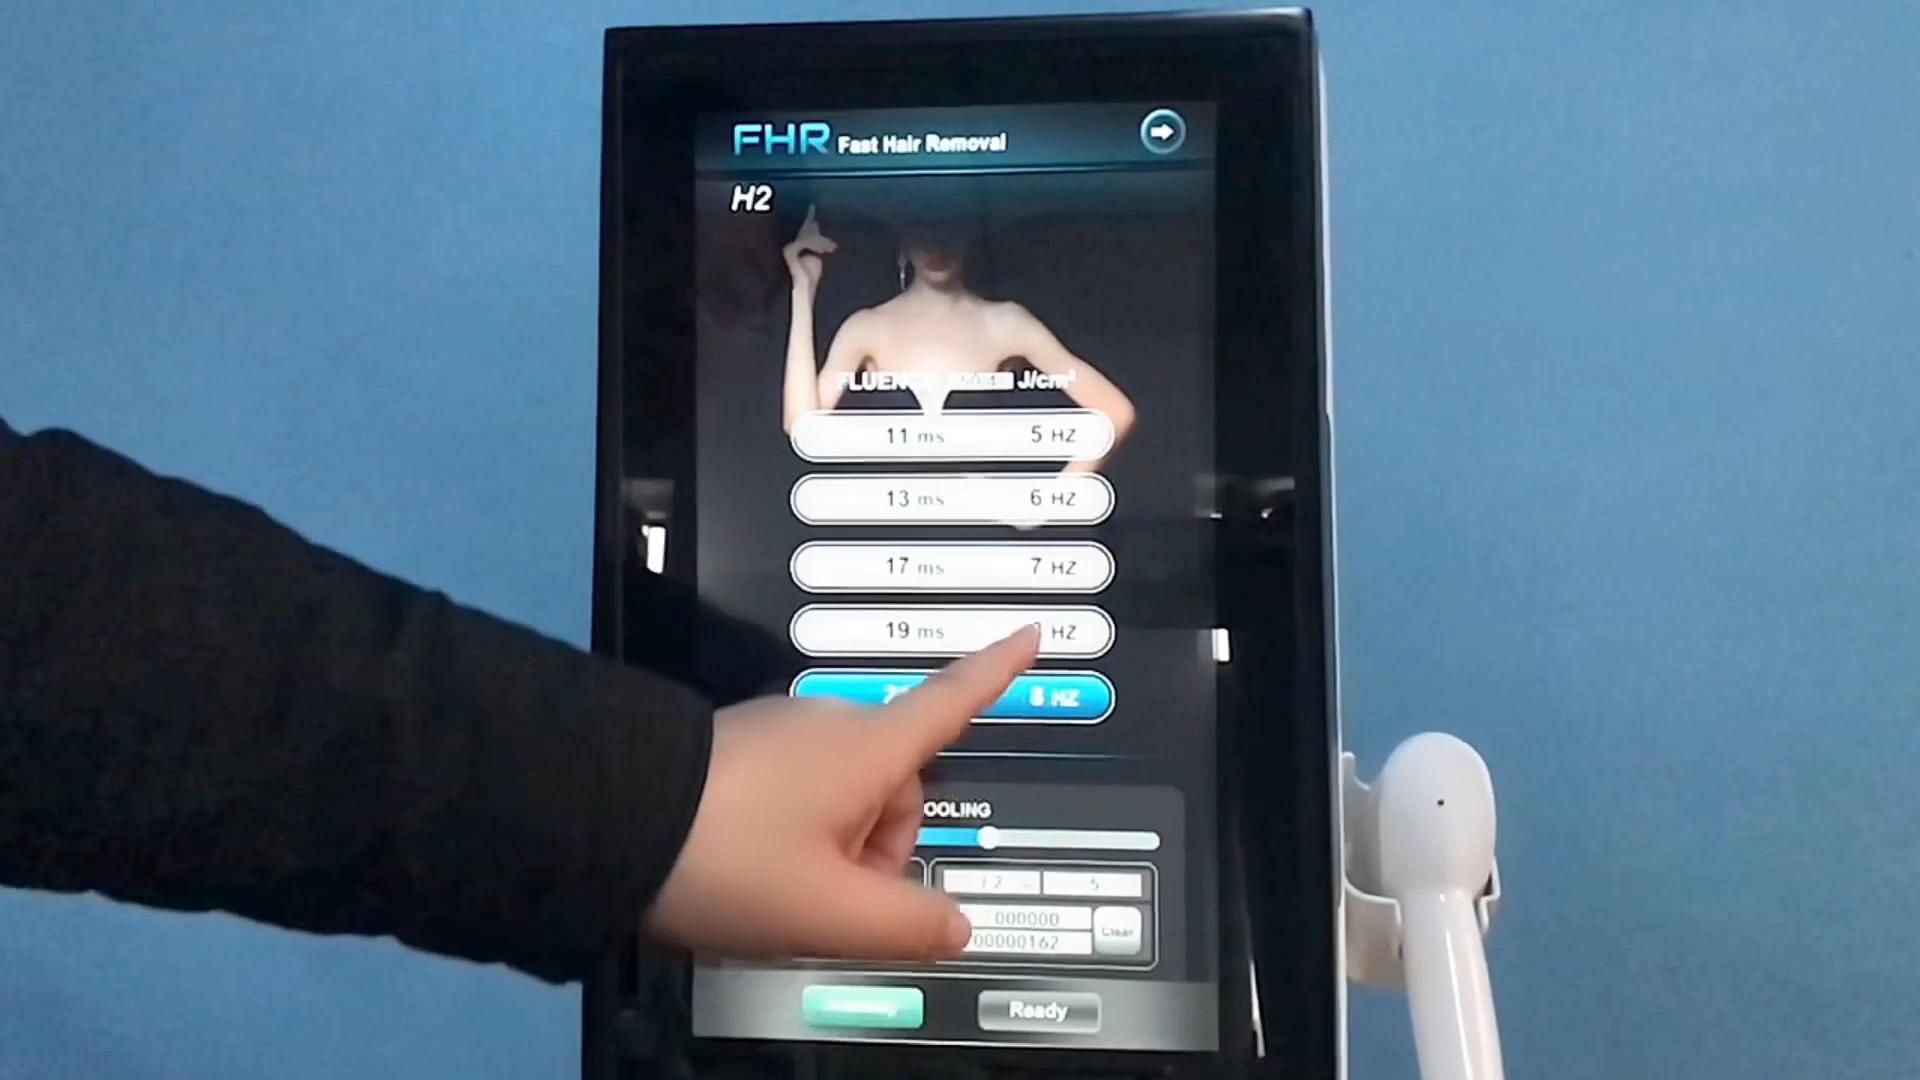 FHR Fast Hair Removal
H2
J/cm²
11 ms 5 HZ
13 ms 6 HZ
17 ms 7 HZ
19 ms HZ
8 HZ
OOLING
5
000000
00000162
Clear
Ready